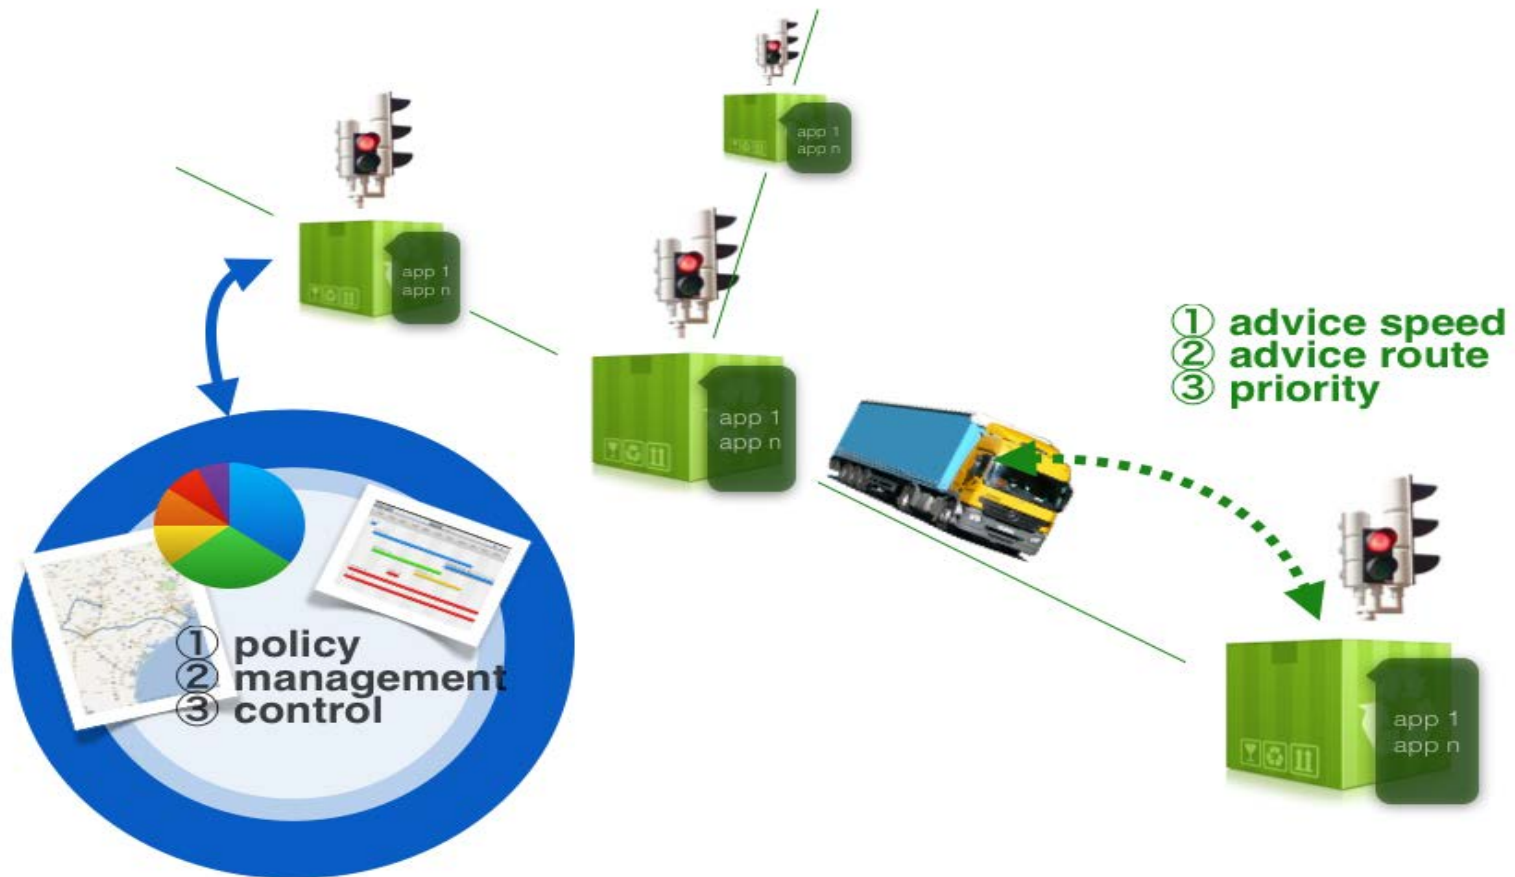 app 1
app n
app 1
app n
app 1
app n
① advice speed
② advice route
③ priority
① policy
② management
③ control
app 1
app n